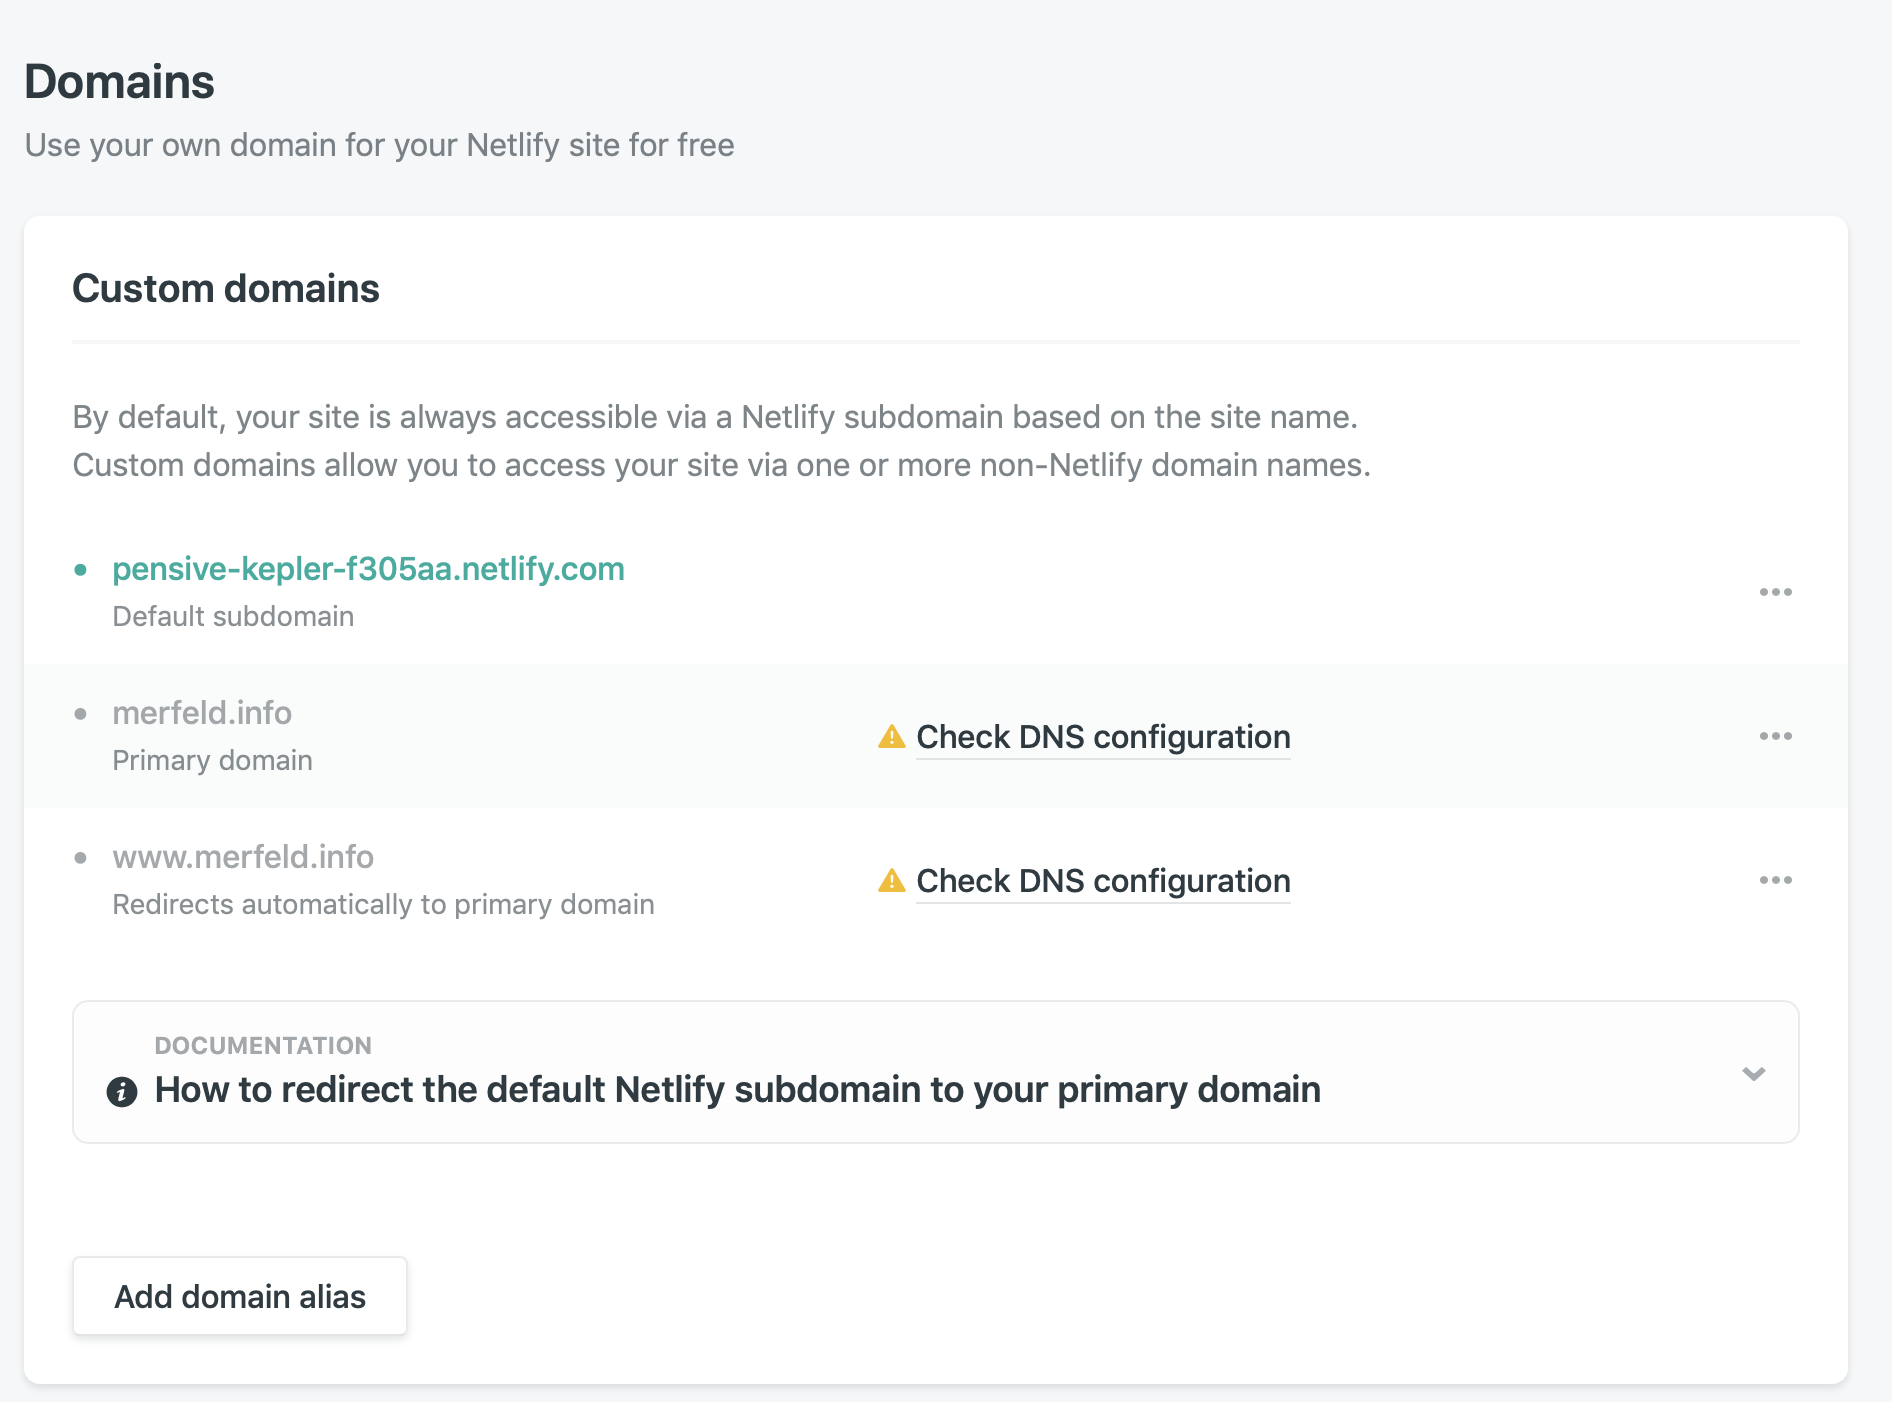 Domains
Use your own domain for your Netlify site for free
Custom domains
By default, your site is always accessible via a Netlify subdomain based on the site name.
Custom domains allow you to access your site via one or more non-Netlify domain names.
pensive-kepler-f305aa.netlify.com
Default subdomain
merfeld.info
Primary domain
Check DNS configuration
www.merfeld.info
Redirects automatically to primary domain
Check DNS configuration
DOCUMENTATION
How to redirect the default Netlify subdomain to your primary domain
Add domain alias